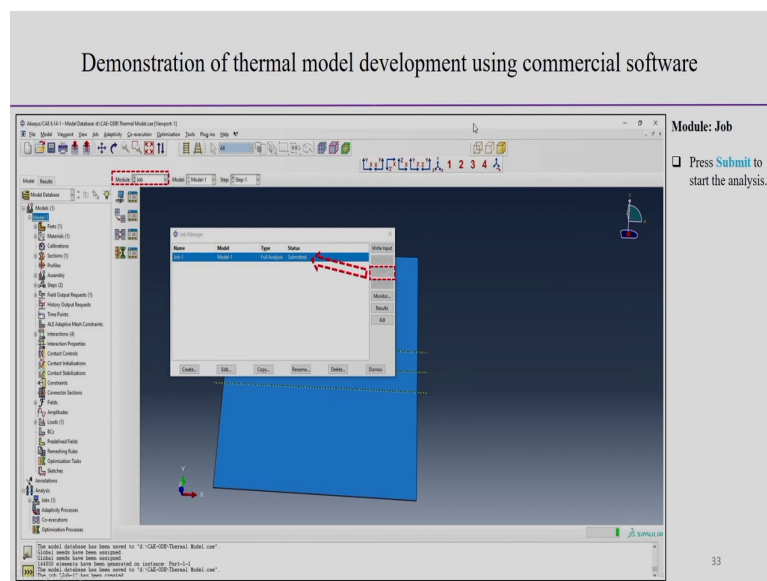 Demonstration of thermal model development using commercial software
Abaqus/CAE 6.14-1 - Model Database: d:\CAE-ODB\Thermal Model.cae [Viewport: 1]
File Model Viewport View Job Adaptivity Co-execution Optimization Tools Plug-ins Help
All
1 2 3 4
Model Results
Module: Job Model: Model-1 Step: Step-1
Model Database
Models (1)
Model-1
Parts (1)
Materials (1)
Calibrations
Sections (1)
Profiles
Assembly
Steps (2)
Field Output Requests (1)
History Output Requests
Time Points
ALE Adaptive Mesh Constraints
Interactions (4)
Interaction Properties
Contact Controls
Contact Initializations
Contact Stabilizations
Constraints
Connector Sections
Fields
Amplitudes
Loads (1)
BCs
Predefined Fields
Remeshing Rules
Optimization Tasks
Sketches
Annotations
Analysis
Jobs (1)
Adaptivity Processes
Co-executions
Optimization Processes
Job Manager
Name Model Type Status
Write Input
Job-1 Model-1 Full Analysis Submitted
Monitor...
Results
Kill
Create... Edit... Copy... Rename... Delete... Dismiss
Y
X
SIMULIA
The model database has been saved to "d:\CAE-ODB\Thermal Model.cae".
Global seeds have been assigned.
Global seeds have been assigned.
144000 elements have been generated on instance: Part-1-1
The model database has been saved to "d:\CAE-ODB\Thermal Model.cae".
The job "Job-1" has been created.
Module: Job
Press Submit to
start the analysis.
33